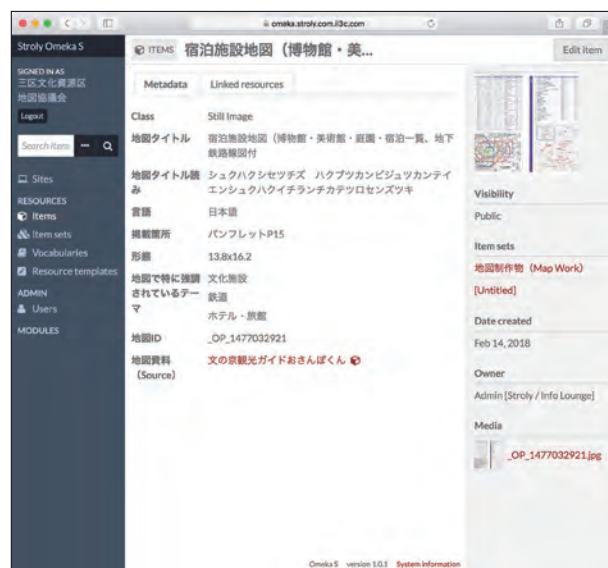 omeka.stroly.com.ii3c.com
Stroly Omeka S
SIGNED IN AS
三区文化資源区
地図協議会
Logout
Search items
Sites
RESOURCES
Items
Item sets
Vocabularies
Resource templates
ADMIN
Users
MODULES
ITEMS 宿泊施設地図（博物館・美...
Edit item
Metadata Linked resources
Class Still Image
地図タイトル 宿泊施設地図（博物館・美術館・庭園・宿泊一覧、地下
鉄路線図付
地図タイトル読 シュクハクシセツチズ ハクブツカンビジュツカンテイ
み エンシュクハクイチランチカテツロセンズツキ
言語 日本語
掲載箇所 パンフレットP15
形態 13.8x16.2
地図で特に強調 文化施設
されているテー 鉄道
マ
ホテル・旅館
地図ID _OP_1477032921
地図資料 文の京観光ガイドおさんぽくん
（Source）
Visibility
Public
Item sets
地図制作物（Map Work）
[Untitled]
Date created
Feb 14, 2018
Owner
Admin [Stroly / Info Lounge]
Media
_OP_1477032921.jpg
Omeka S version 1.0.1 System information